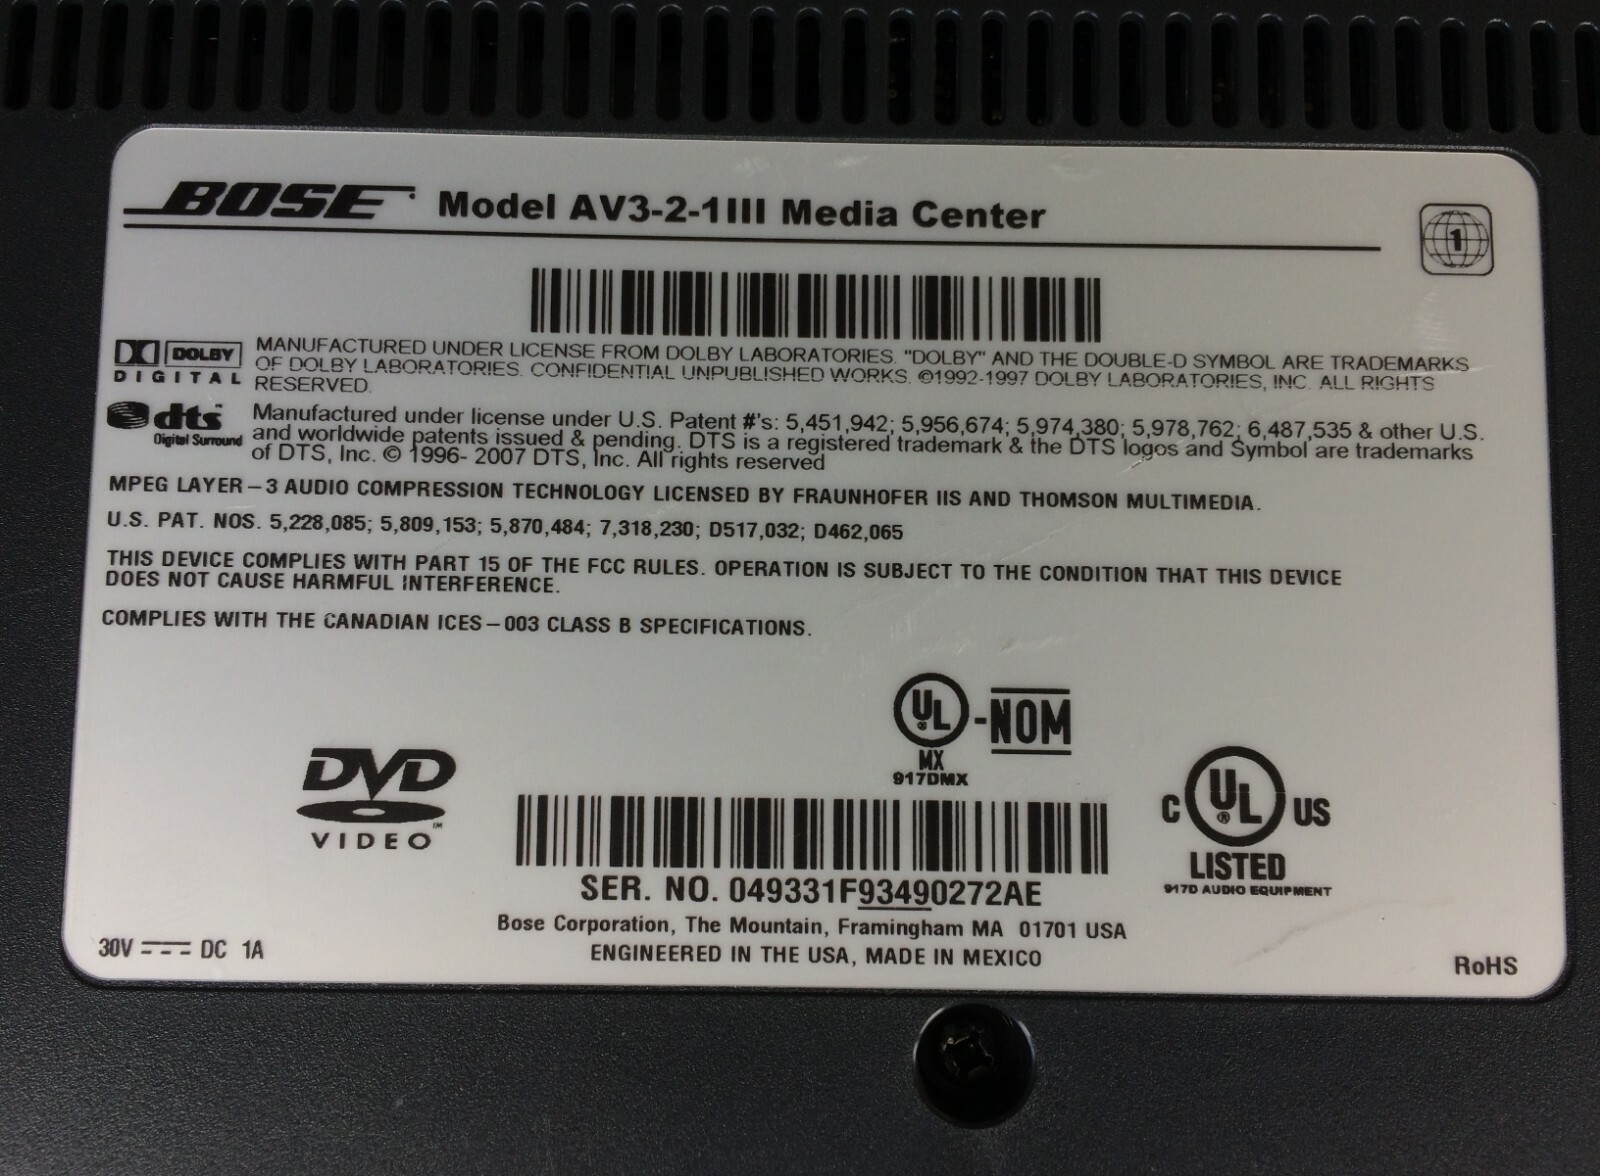 BOSE Model AV3-2-1III Media Center
1
DOLBY
DIGITAL
MANUFACTURED UNDER LICENSE FROM DOLBY LABORATORIES. "DOLBY" AND THE DOUBLE-D SYMBOL ARE TRADEMARKS
OF DOLBY LABORATORIES. CONFIDENTIAL UNPUBLISHED WORKS. ©1992-1997 DOLBY LABORATORIES, INC. ALL RIGHTS
RESERVED.
dts™
Digital Surround
Manufactured under license under U.S. Patent #'s: 5,451,942; 5,956,674; 5,974,380; 5,978,762; 6,487,535 & other U.S.
and worldwide patents issued & pending. DTS is a registered trademark & the DTS logos and Symbol are trademarks
of DTS, Inc. © 1996- 2007 DTS, Inc. All rights reserved
MPEG LAYER–3 AUDIO COMPRESSION TECHNOLOGY LICENSED BY FRAUNHOFER IIS AND THOMSON MULTIMEDIA.
U.S. PAT. NOS. 5,228,085; 5,809,153; 5,870,484; 7,318,230; D517,032; D462,065
THIS DEVICE COMPLIES WITH PART 15 OF THE FCC RULES. OPERATION IS SUBJECT TO THE CONDITION THAT THIS DEVICE
DOES NOT CAUSE HARMFUL INTERFERENCE.
COMPLIES WITH THE CANADIAN ICES–003 CLASS B SPECIFICATIONS.
UL® -NOM
MX
917DMX
DVD
VIDEO™
C UL® US
LISTED
917D AUDIO EQUIPMENT
SER. NO. 049331F93490272AE
Bose Corporation, The Mountain, Framingham MA 01701 USA
ENGINEERED IN THE USA, MADE IN MEXICO
30V DC 1A
RoHS